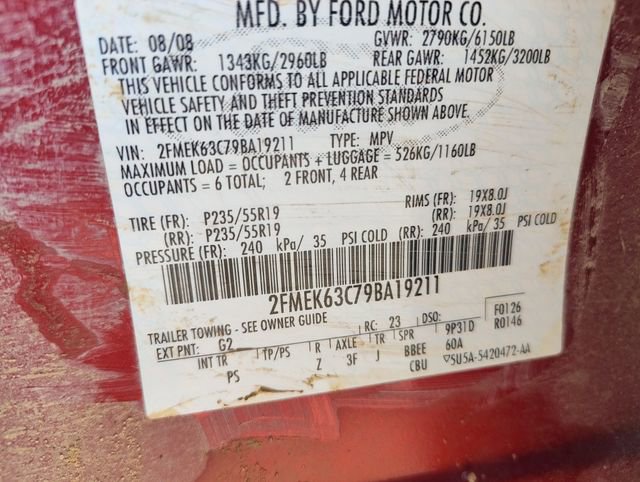 MFD. BY FORD MOTOR CO.
DATE: 08/08 GVWR: 2790KG/6150LB
FRONT GAWR: 1343KG/2960LB REAR GAWR: 1452KG/3200LB
THIS VEHICLE CONFORMS TO ALL APPLICABLE FEDERAL MOTOR
VEHICLE SAFETY AND THEFT PREVENTION STANDARDS
IN EFFECT ON THE DATE OF MANUFACTURE SHOWN ABOVE.
VIN: 2FMEK63C79BA19211 TYPE: MPV
MAXIMUM LOAD = OCCUPANTS + LUGGAGE = 526KG/1160LB
OCCUPANTS = 6 TOTAL; 2 FRONT, 4 REAR
TIRE (FR): P235/55R19 RIMS (FR): 19X8.0J
(RR): P235/55R19 (RR): 19X8.0J
PRESSURE (FR): 240 kPa/ 35 PSI COLD (RR): 240 kPa/ 35 PSI COLD
2FMEK63C79BA19211
TRAILER TOWING - SEE OWNER GUIDE
EXT PNT: G2 RC: 23 DSO: F0126
R0146
INT TR TP/PS R AXLE TR SPR 9P31D
PS Z 3F J BBEE 60A
CBU ▽5U5A-5420472-AA